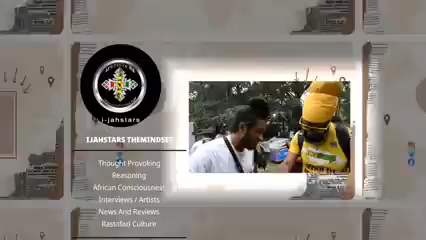 i-jahstars
IJAHSTARS THEMINDSET
Thought Provoking
Reasoning
African Consciousness
Interviews / Artists
News And Reviews
Rastafari Culture